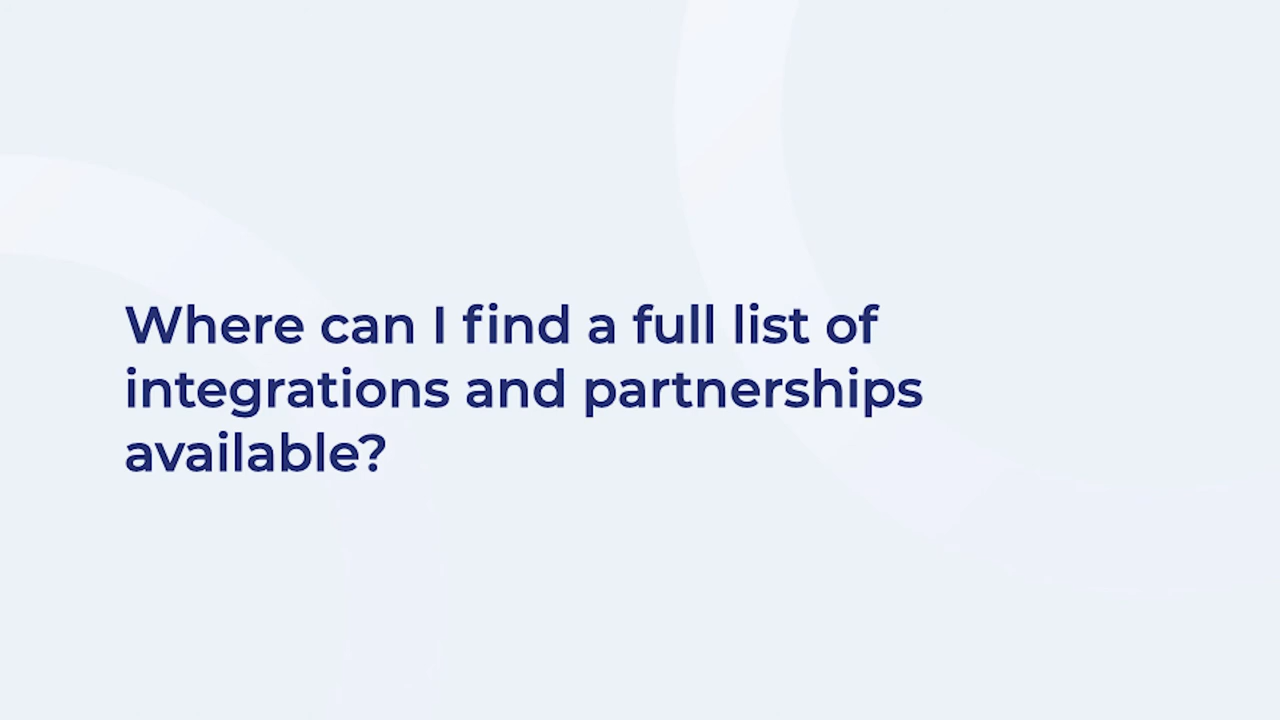 Where can I find a full list of
integrations and partnerships
available?